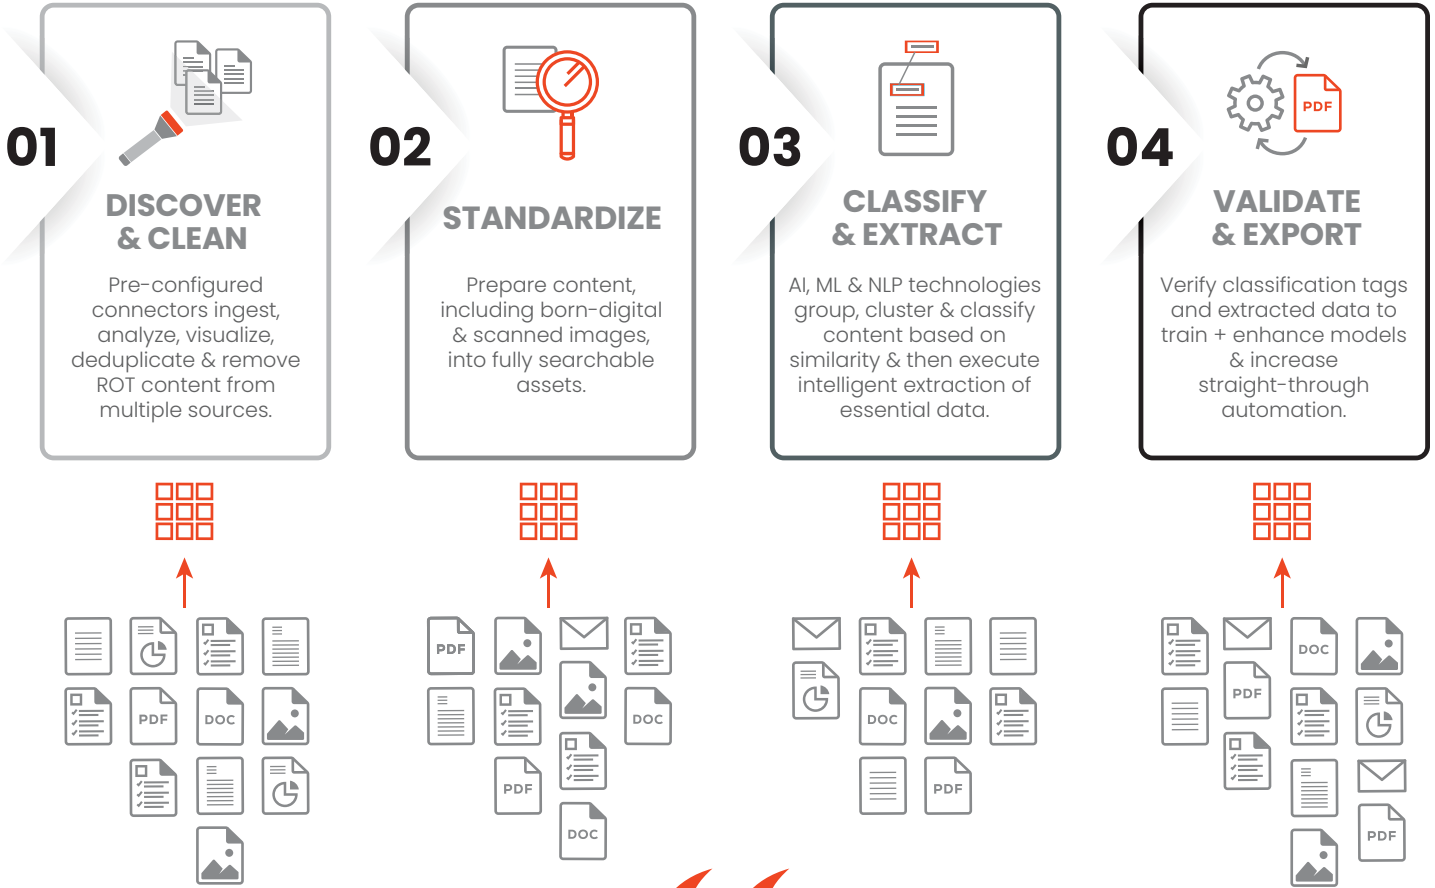 01
DISCOVER
& CLEAN
Pre-configured
connectors ingest,
analyze, visualize,
deduplicate & remove
ROT content from
multiple sources.
02
STANDARDIZE
Prepare content,
including born-digital
& scanned images,
into fully searchable
assets.
03
CLASSIFY
& EXTRACT
AI, ML & NLP technologies
group, cluster & classify
content based on
similarity & then execute
intelligent extraction of
essential data.
04
PDF
VALIDATE
& EXPORT
Verify classification tags
and extracted data to
train + enhance models
& increase
straight-through
automation.
PDF
DOC
PDF
DOC
PDF
DOC
DOC
PDF
DOC
PDF
PDF